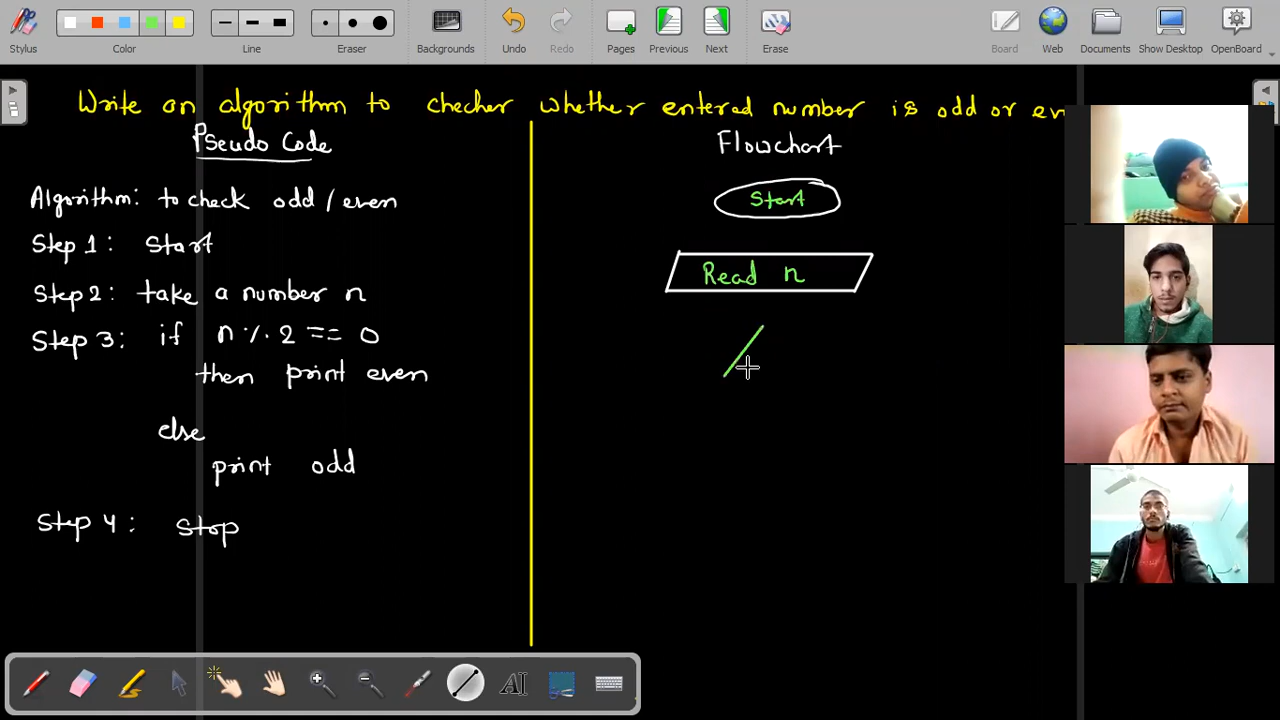 Stylus
Color
Line
Eraser
Backgrounds
Undo
Redo
Pages
Previous
Next
Erase
Board
Web
Documents
Show Desktop
OpenBoard
Write an algorithm to checher whether entered number is odd or ev
Pseudo Code
Algorithm: to check odd / even
Step 1: Start
Step 2: take a number n
Step 3: if n % 2 == 0
then print even
else
print odd
Step 4: Stop
Flowchart
Start
Read n
AI